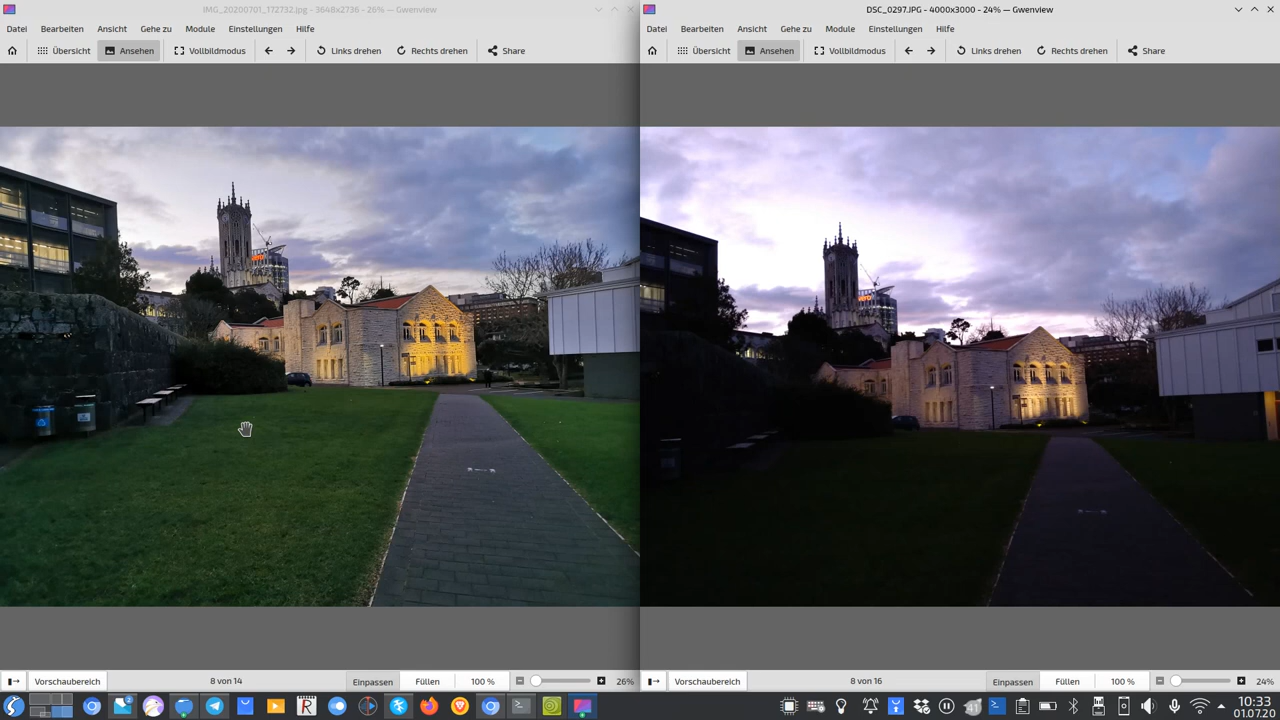 IMG_20200701_172732.jpg - 3648x2736 - 26% — Gwenview
Datei Bearbeiten Ansicht Gehe zu Module Einstellungen Hilfe
Übersicht Ansehen Vollbildmodus Links drehen Rechts drehen Share
Vorschaubereich 8 von 14 Einpassen Füllen 100 % 26%
DSC_0297.JPG - 4000x3000 - 24% — Gwenview
Datei Bearbeiten Ansicht Gehe zu Module Einstellungen Hilfe
Übersicht Ansehen Vollbildmodus Links drehen Rechts drehen Share
Vorschaubereich 8 von 16 Einpassen Füllen 100 % 24%
41
10:33
01.07.20